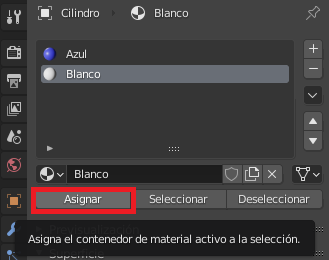 Cilindro Blanco
Azul
Blanco
Blanco
Asignar Seleccionar Deseleccionar
Asigna el contenedor de material activo a la selección.
Superficie